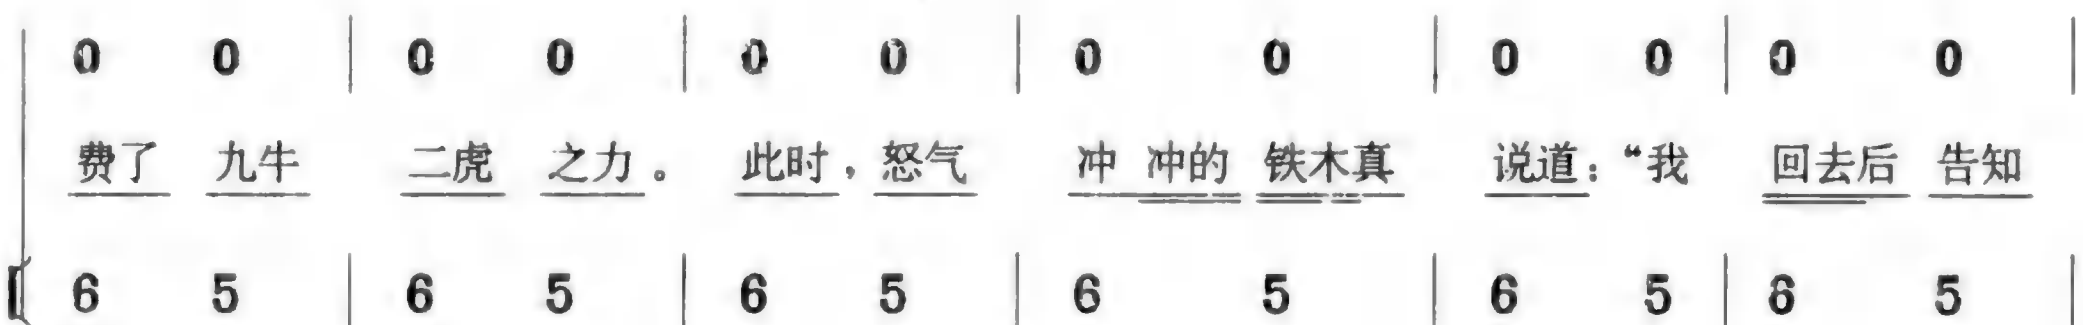 0 0 | 0 0 | 0 0 | 0 0 | 0 0 | 0 0 |
费了 九牛 二虎 之力。 此时，怒气 冲 冲的 铁木真 说道：“我 回去后 告知
6 5 | 6 5 | 6 5 | 6 5 | 6 5 | 6 5 |